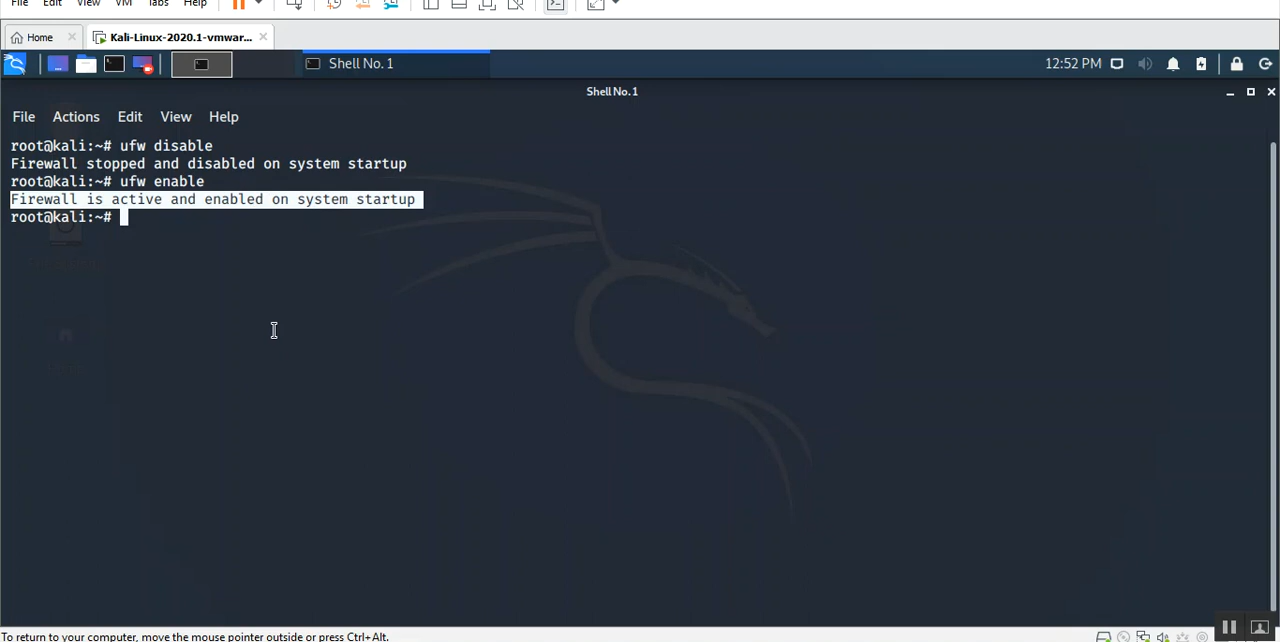 File Edit View VM Tabs Help
Home
Kali-Linux-2020.1-vmwar...
Shell No. 1
12:52 PM
Shell No. 1
File Actions Edit View Help
root@kali:~# ufw disable
Firewall stopped and disabled on system startup
root@kali:~# ufw enable
Firewall is active and enabled on system startup
root@kali:~#
To return to your computer, move the mouse pointer outside or press Ctrl+Alt.